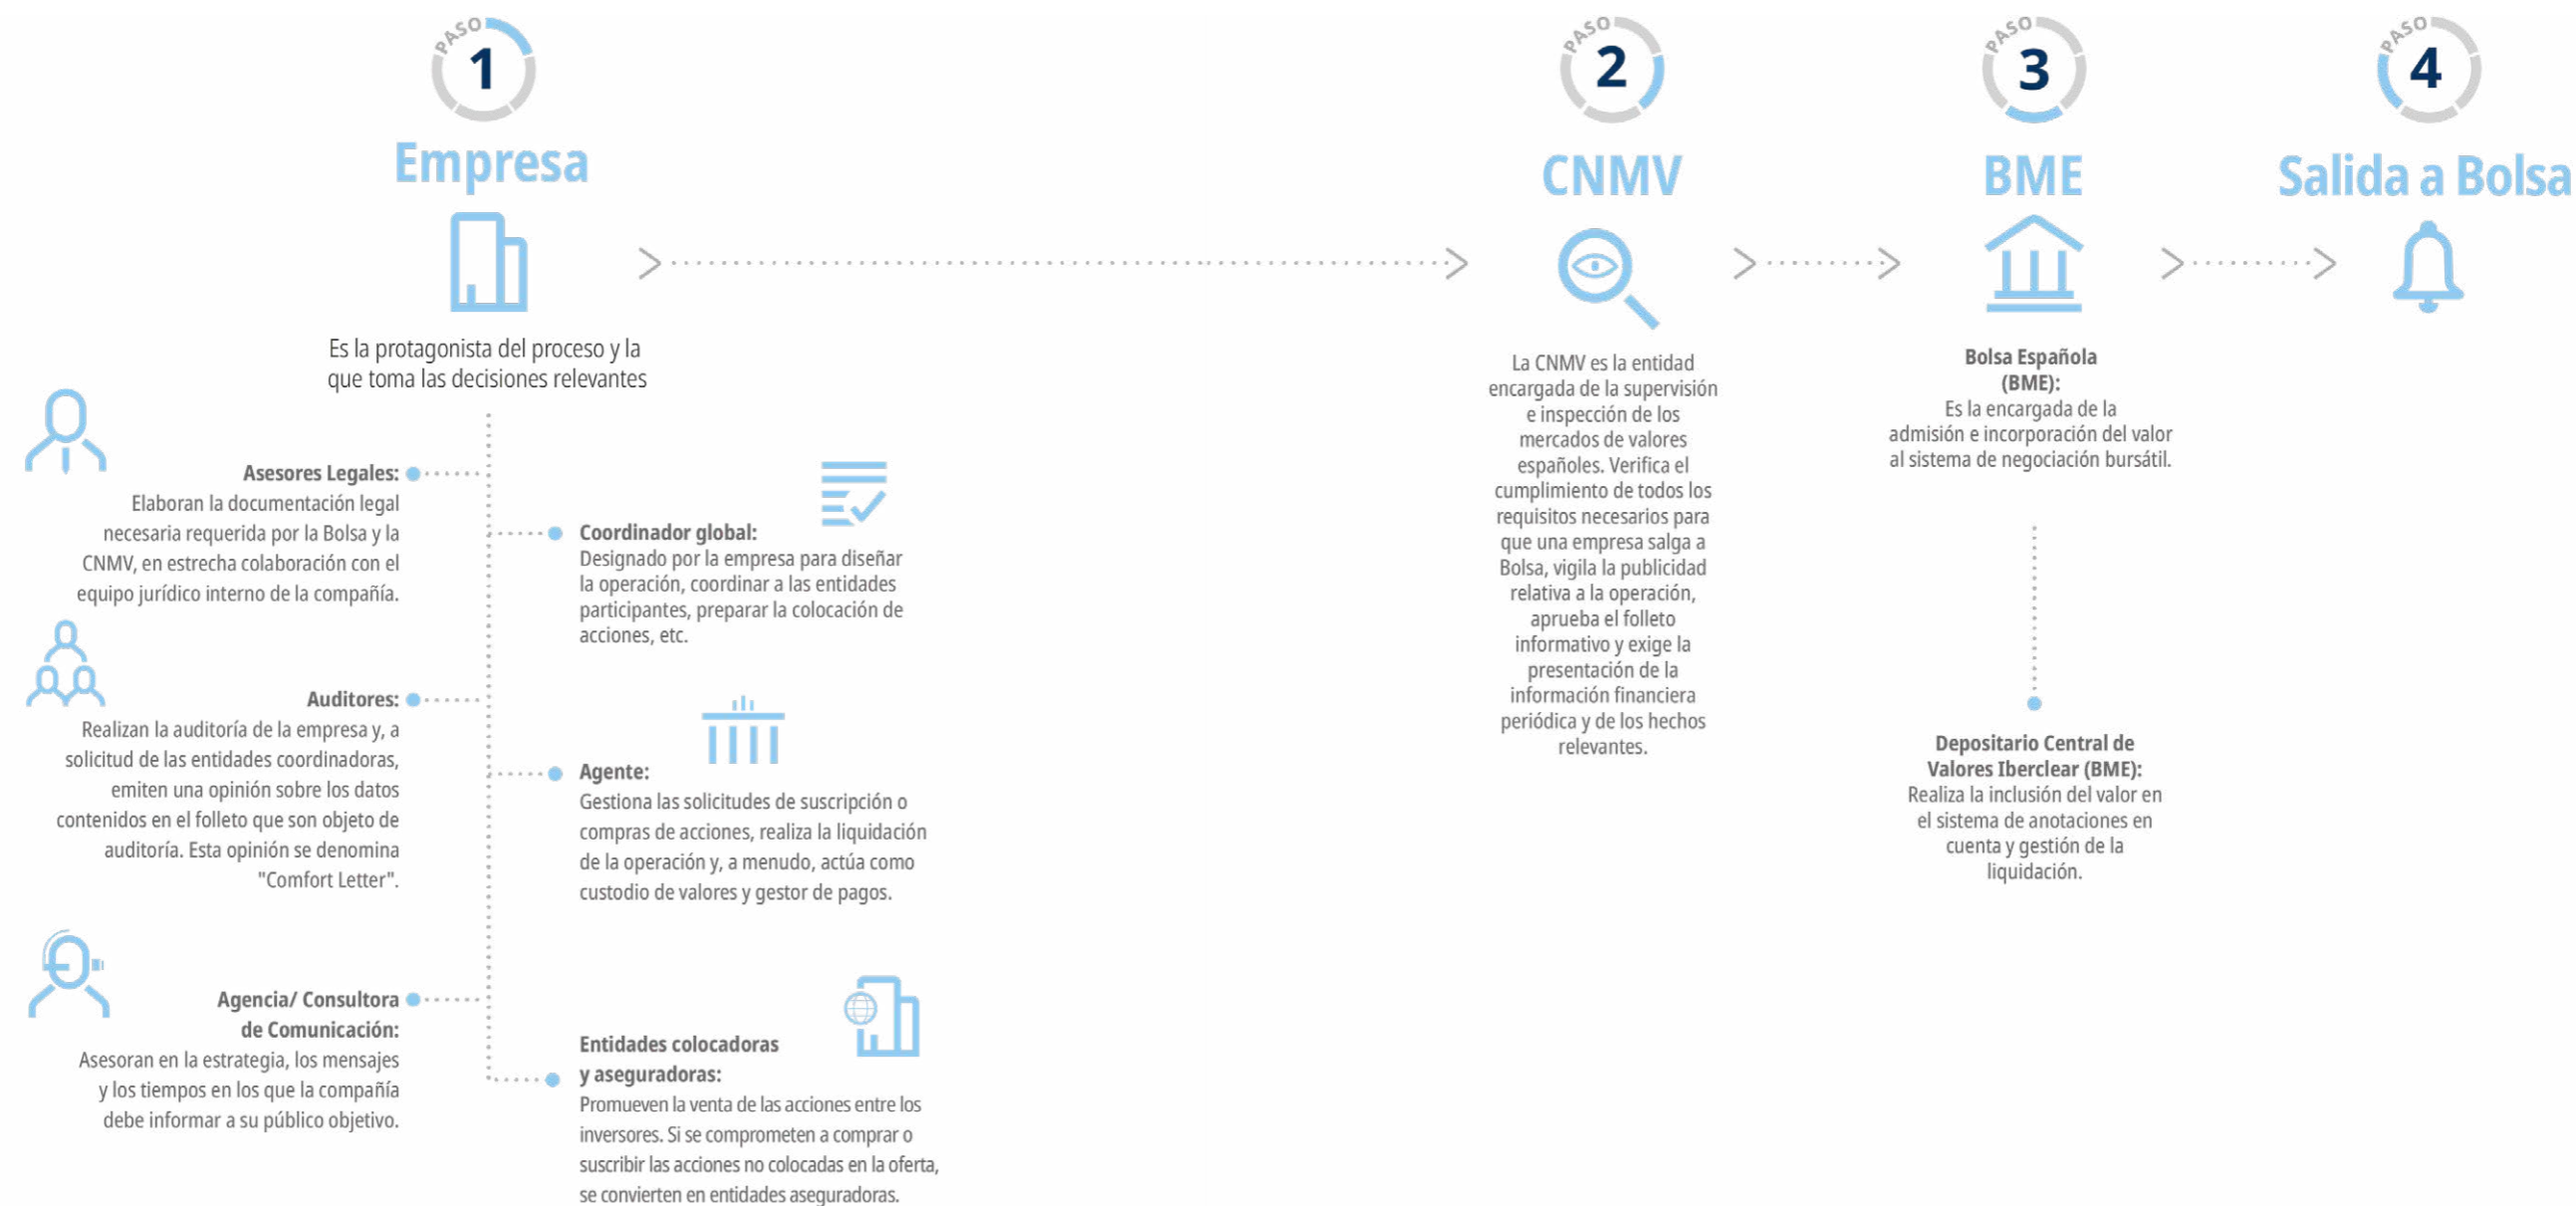 PASO
1
Empresa
Es la protagonista del proceso y la
que toma las decisiones relevantes
Asesores Legales:
Elaboran la documentación legal
necesaria requerida por la Bolsa y la
CNMV, en estrecha colaboración con el
equipo jurídico interno de la compañía.
Auditores:
Realizan la auditoría de la empresa y, a
solicitud de las entidades coordinadoras,
emiten una opinión sobre los datos
contenidos en el folleto que son objeto de
auditoría. Esta opinión se denomina
"Comfort Letter".
Agencia/ Consultora
de Comunicación:
Asesoran en la estrategia, los mensajes
y los tiempos en los que la compañía
debe informar a su público objetivo.
Coordinador global:
Designado por la empresa para diseñar
la operación, coordinar a las entidades
participantes, preparar la colocación de
acciones, etc.
Agente:
Gestiona las solicitudes de suscripción o
compras de acciones, realiza la liquidación
de la operación y, a menudo, actúa como
custodio de valores y gestor de pagos.
Entidades colocadoras
y aseguradoras:
Promueven la venta de las acciones entre los
inversores. Si se comprometen a comprar o
suscribir las acciones no colocadas en la oferta,
se convierten en entidades aseguradoras.
PASO
2
CNMV
La CNMV es la entidad
encargada de la supervisión
e inspección de los
mercados de valores
españoles. Verifica el
cumplimiento de todos los
requisitos necesarios para
que una empresa salga a
Bolsa, vigila la publicidad
relativa a la operación,
aprueba el folleto
informativo y exige la
presentación de la
información financiera
periódica y de los hechos
relevantes.
PASO
3
BME
Bolsa Española
(BME):
Es la encargada de la
admisión e incorporación del valor
al sistema de negociación bursátil.
Depositario Central de
Valores Iberclear (BME):
Realiza la inclusión del valor en
el sistema de anotaciones en
cuenta y gestión de la
liquidación.
PASO
4
Salida a Bolsa